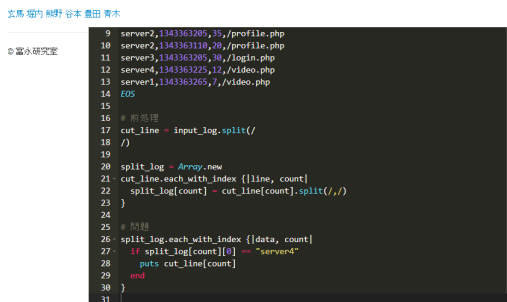 玄馬 堀内 熊野 谷本 豊田 青木
© 富永研究室
9 server2,1343363205,35,/profile.php
10 server2,1343363110,20,/profile.php
11 server3,1343363205,30,/login.php
12 server4,1343363225,12,/video.php
13 server1,1343363265,7,/video.php
14 EOS
15
16 # 前処理
17 cut_line = input_log.split(/
18 /)
19
20 split_log = Array.new
21 cut_line.each_with_index {|line, count|
22 split_log[count] = cut_line[count].split(/,/)
23 }
24
25 # 問題
26 split_log.each_with_index {|data, count|
27 if split_log[count][0] == "server4"
28 puts cut_line[count]
29 end
30 }
31